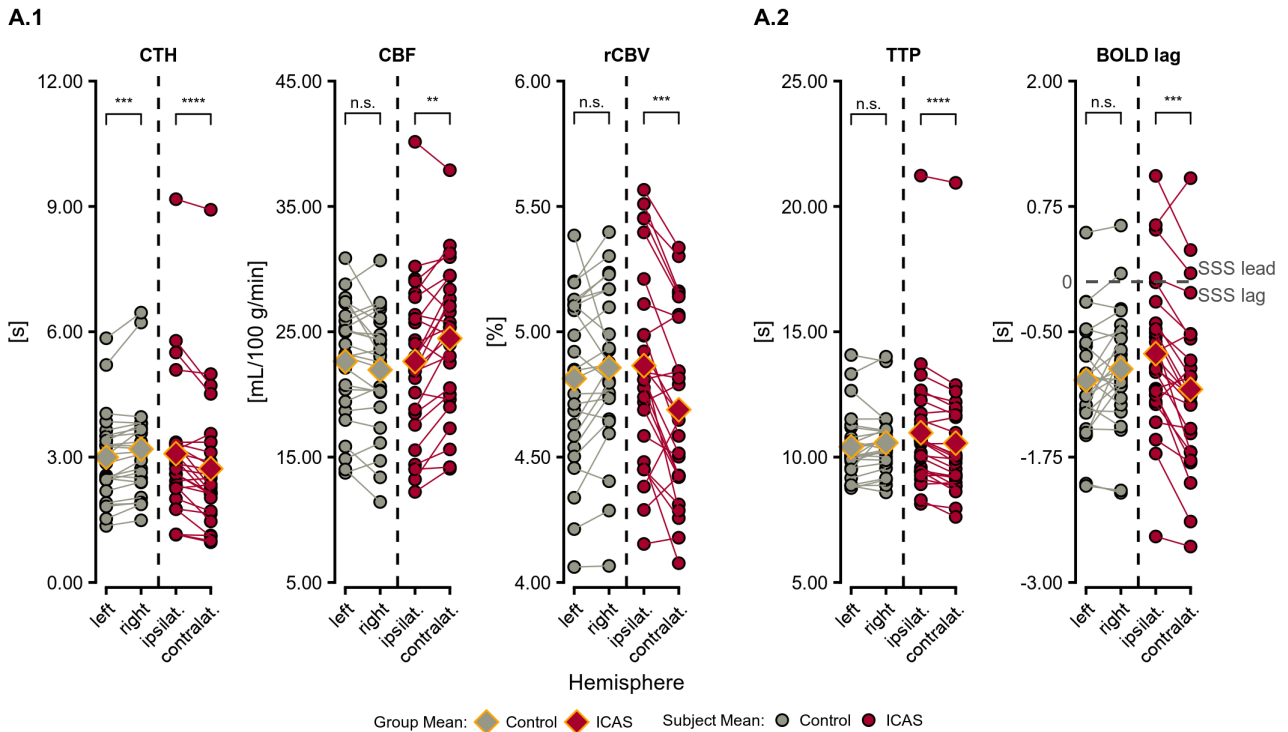 A.1
A.2
CTH
CBF
rCBV
TTP
BOLD lag
12.00
9.00
6.00
3.00
0.00
[s]
***
****
left
right
ipsilat.
contralat.
45.00
35.00
25.00
15.00
5.00
[mL/100 g/min]
n.s.
**
left
right
ipsilat.
contralat.
6.00
5.50
5.00
4.50
4.00
[%]
n.s.
***
left
right
ipsilat.
contralat.
25.00
20.00
15.00
10.00
5.00
[s]
n.s.
****
left
right
ipsilat.
contralat.
2.00
0.75
0
-0.50
-1.75
-3.00
[s]
n.s.
***
SSS lead
SSS lag
left
right
ipsilat.
contralat.
Hemisphere
Group Mean: Control ICAS Subject Mean: Control ICAS